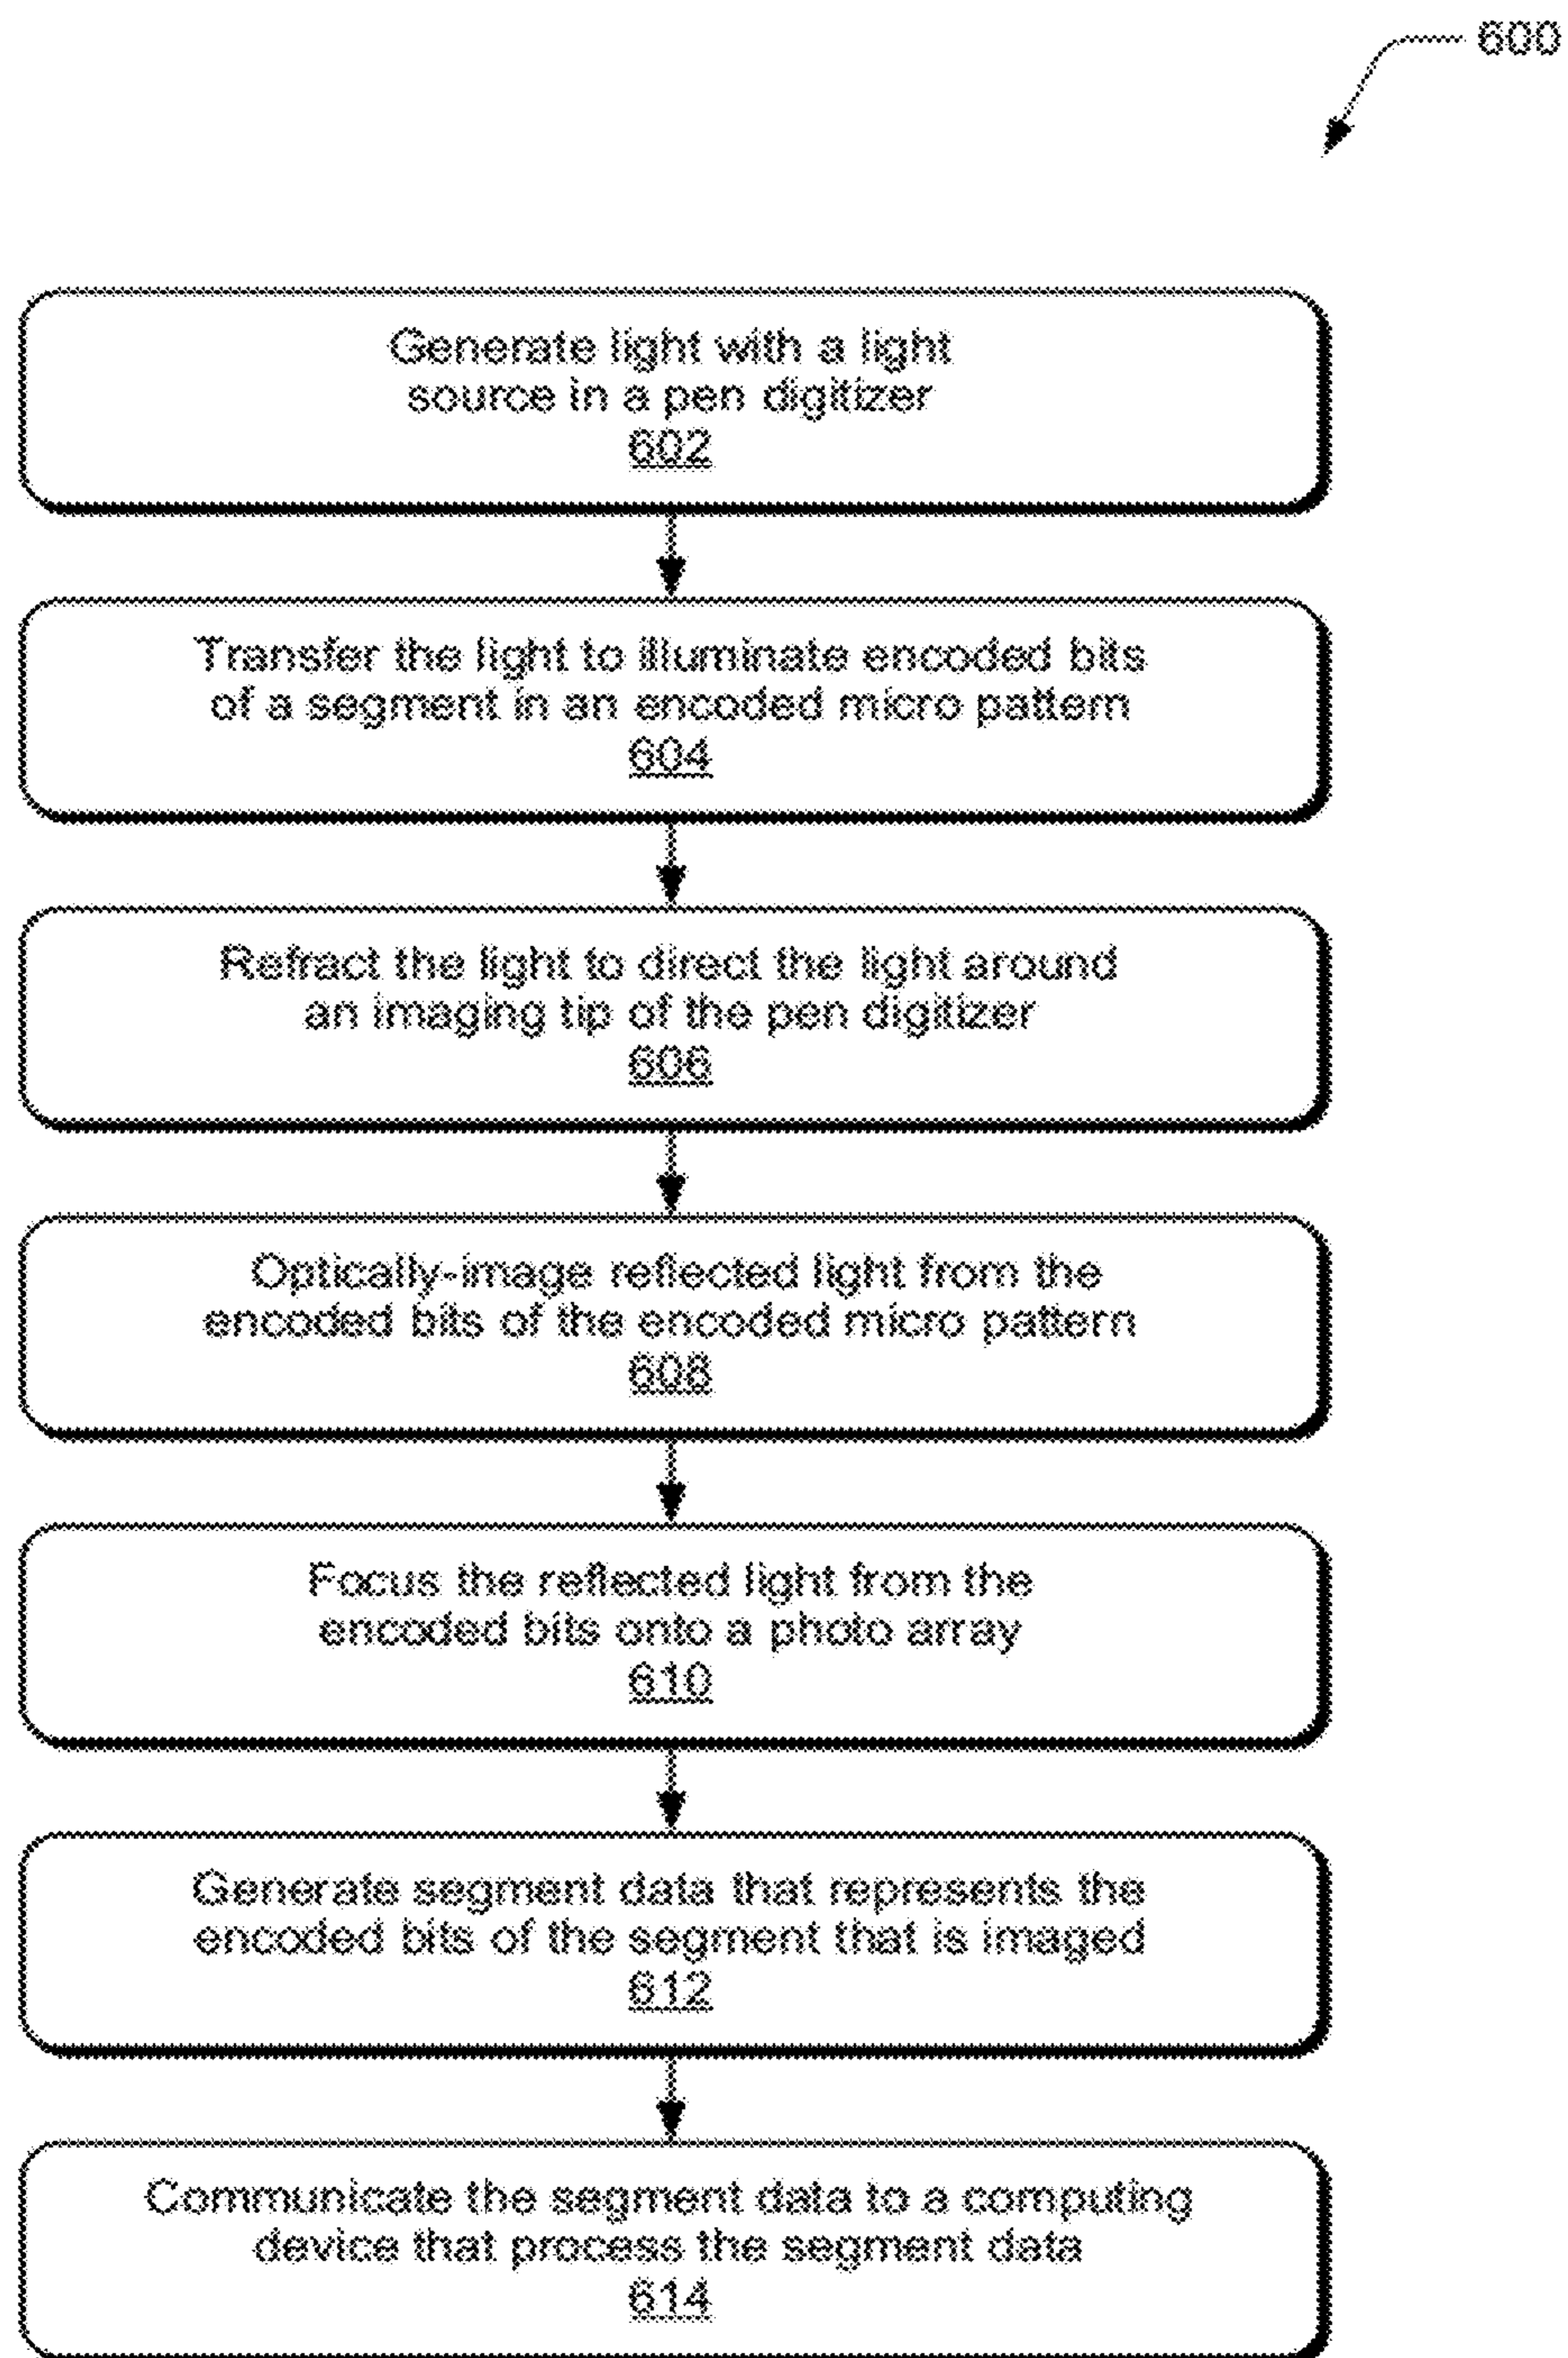 600
Generate light with a light
source in a pen digitizer
602
Transfer the light to illuminate encoded bits
of a segment in an encoded micro pattern
604
Refract the light to direct the light around
an imaging tip of the pen digitizer
606
Optically-image reflected light from the
encoded bits of the encoded micro pattern
608
Focus the reflected light from the
encoded bits onto a photo array
610
Generate segment data that represents the
encoded bits of the segment that is imaged
612
Communicate the segment data to a computing
device that process the segment data
614